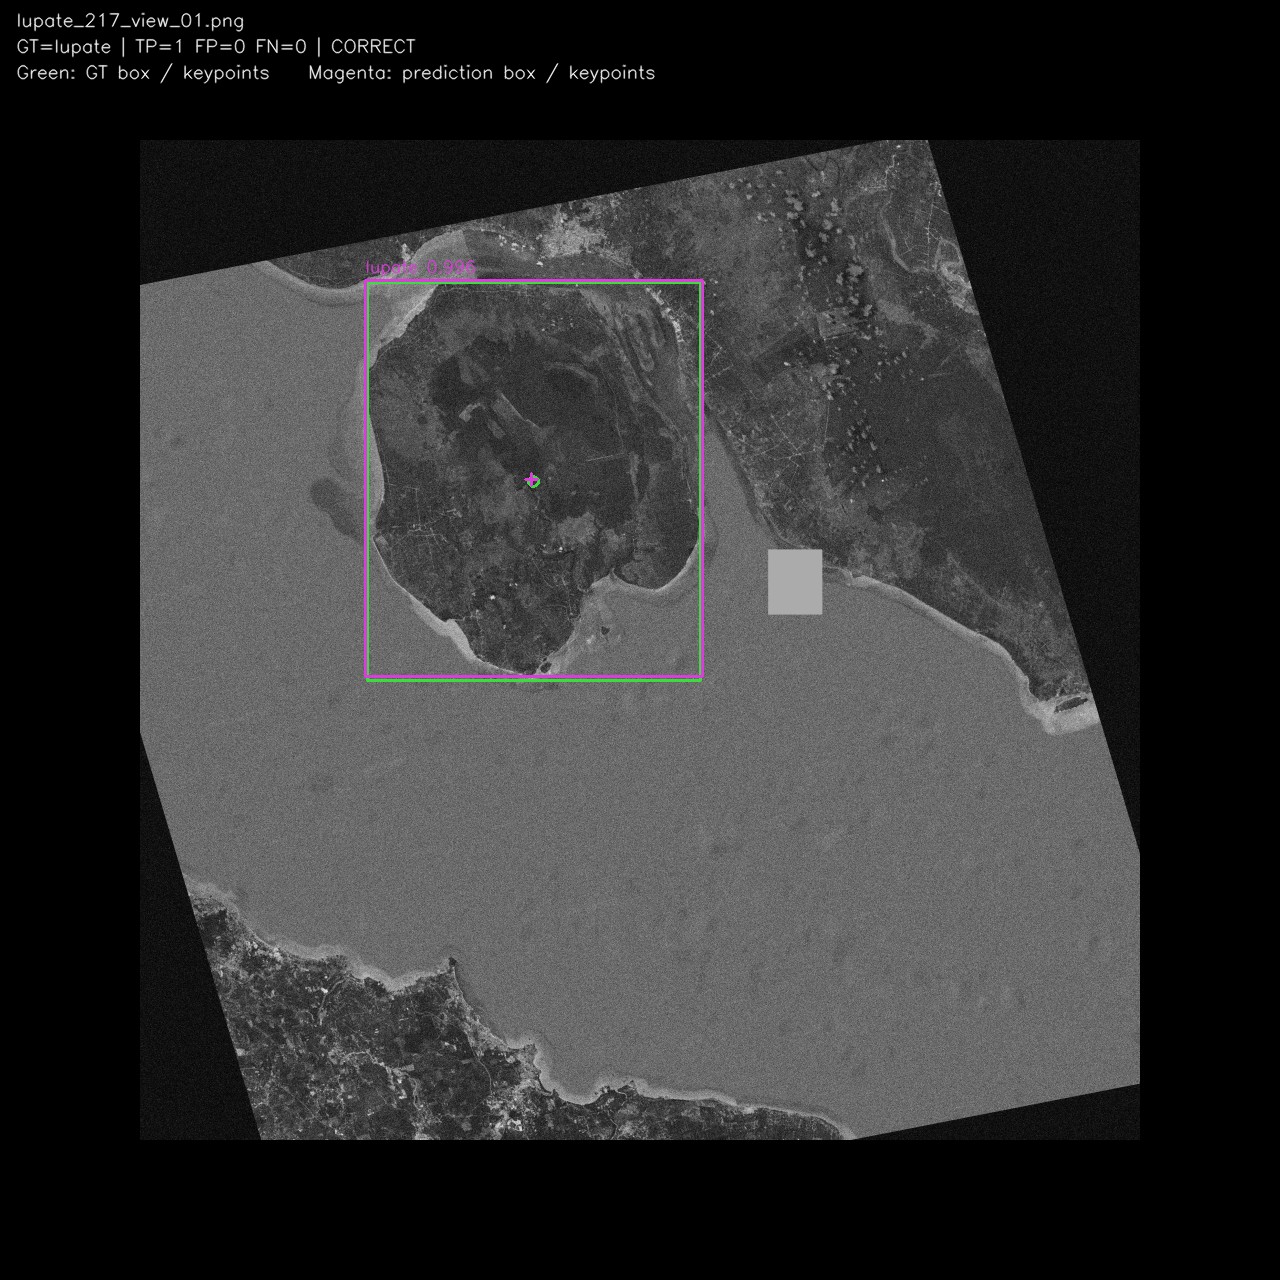 lupate_217_view_01.png
GT=lupate | TP=1 FP=0 FN=0 | CORRECT
Green: GT box / keypoints    Magenta: prediction box / keypoints
lupate